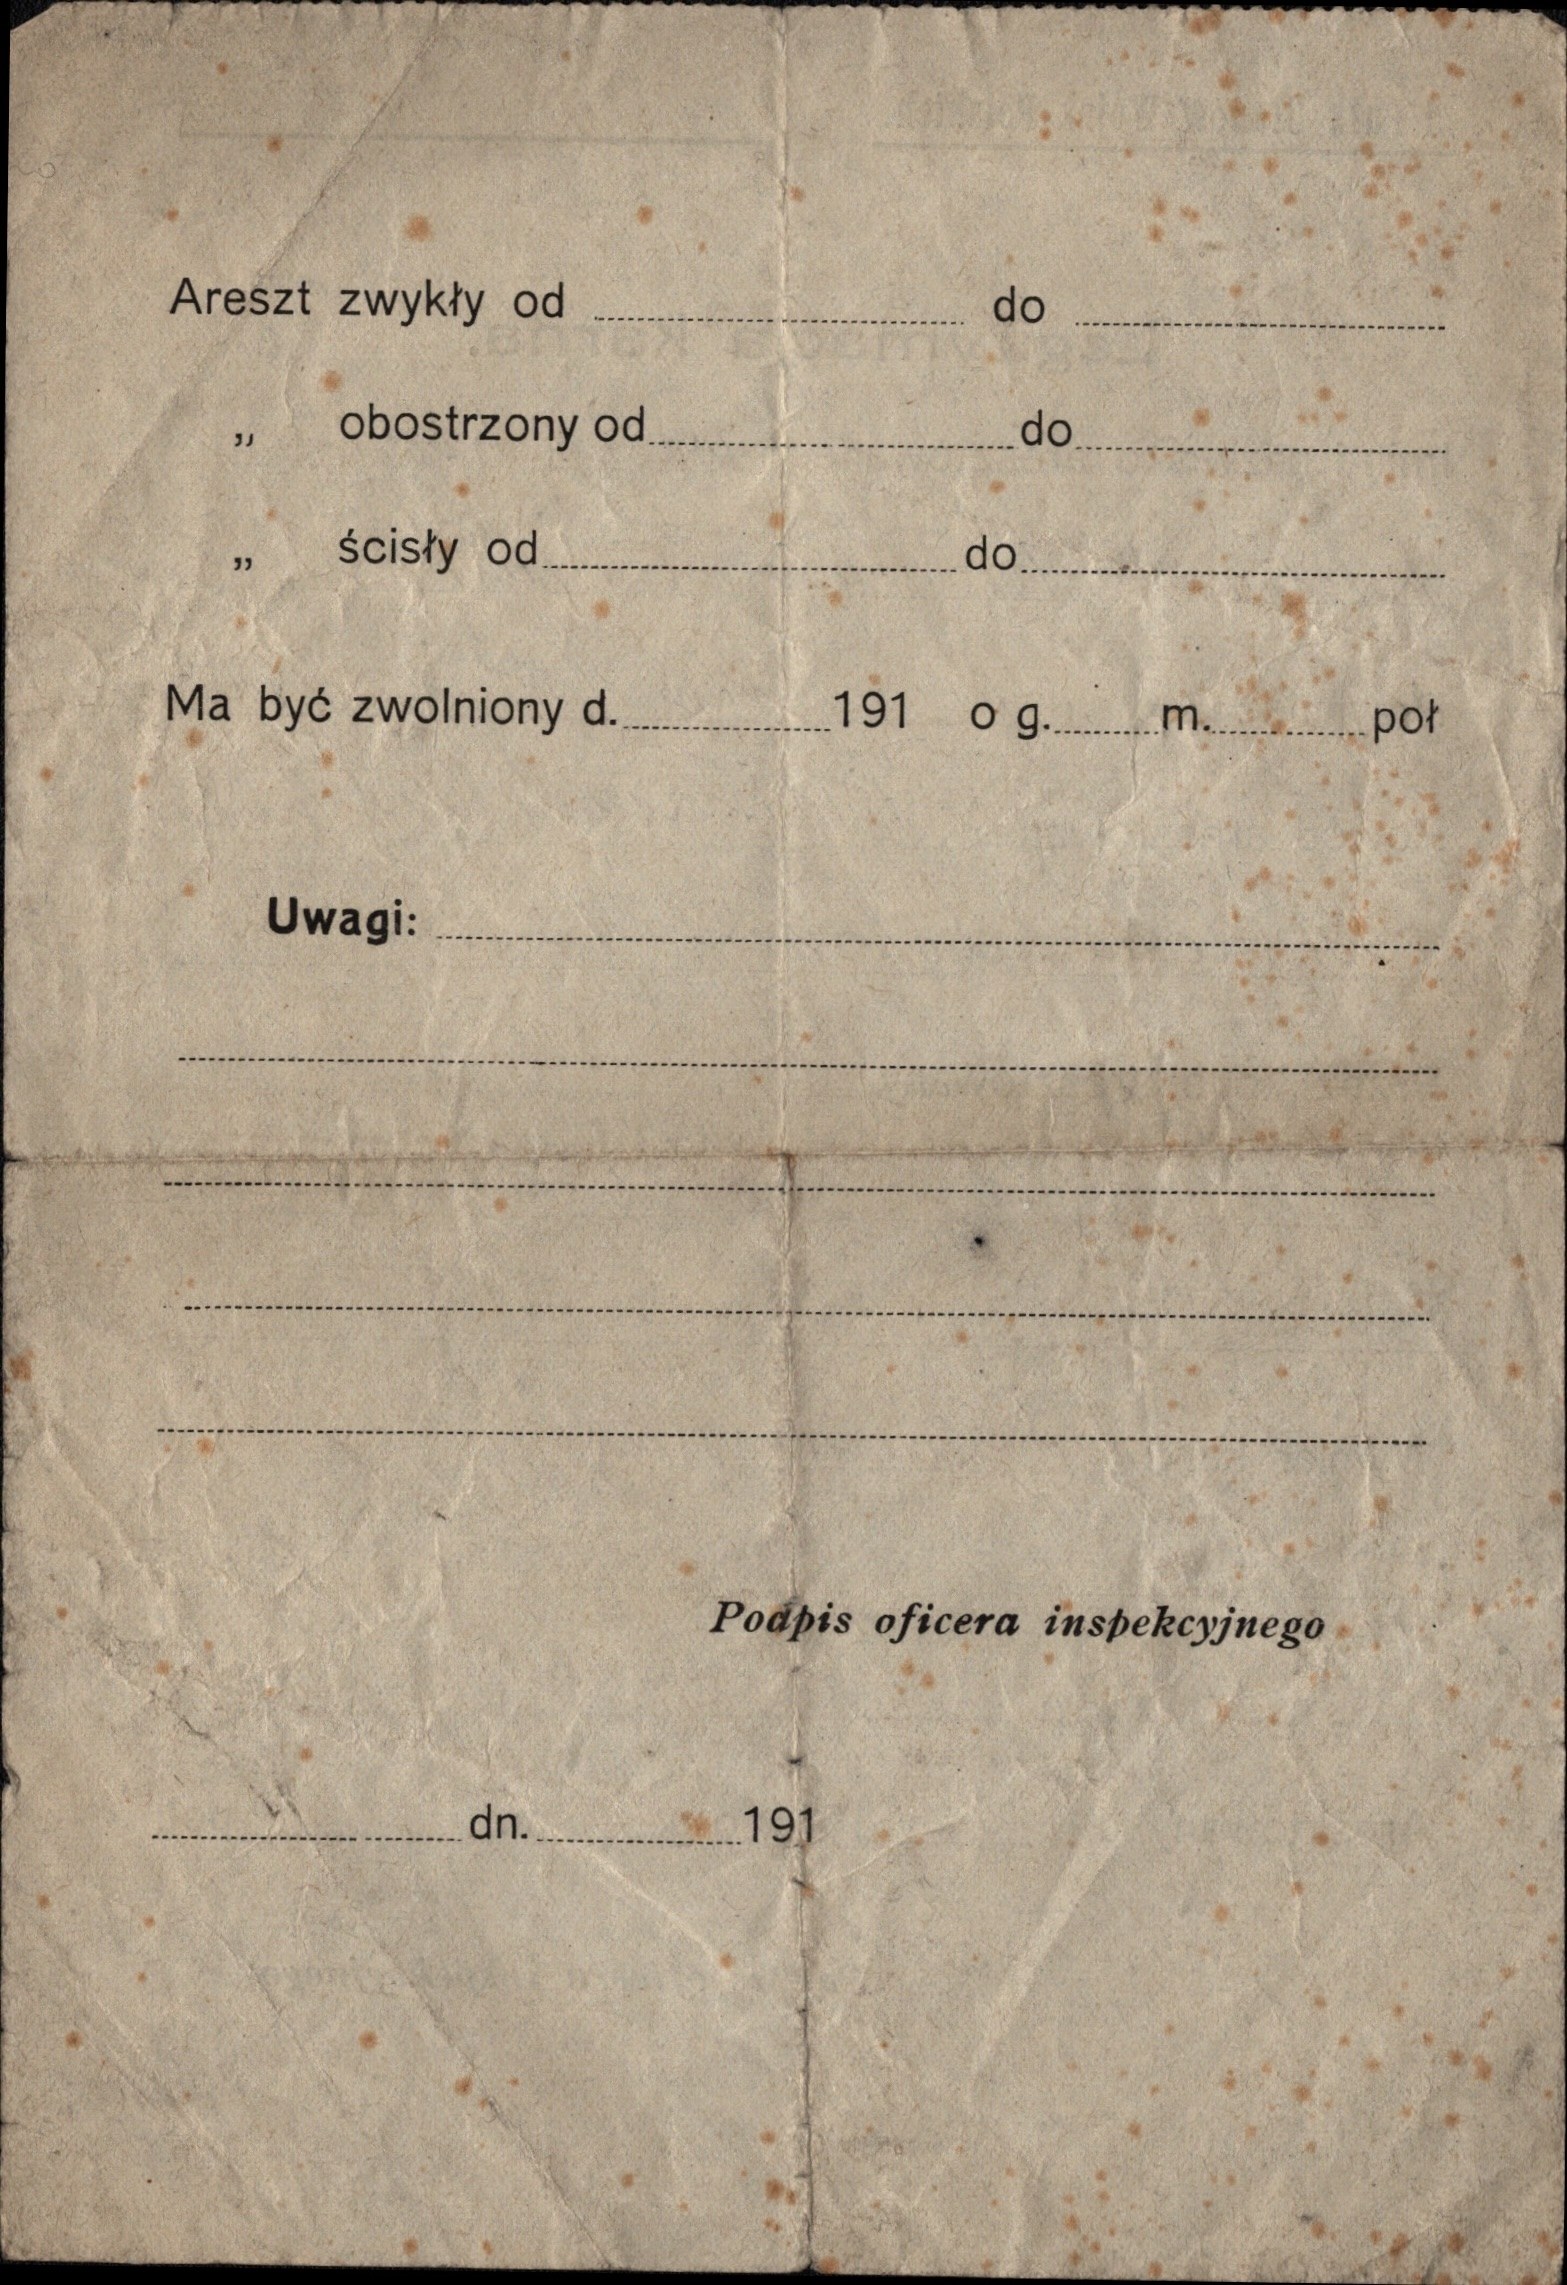 Areszt zwykły od ........ do ........
„ obostrzony od ........ do ........
„ ścisły od ........ do ........
Ma być zwolniony d. ........ 191 o g. ........ m. ........ poł
Uwagi: ........
Podpis oficera inspekcyjnego
........ dn. ........ 191